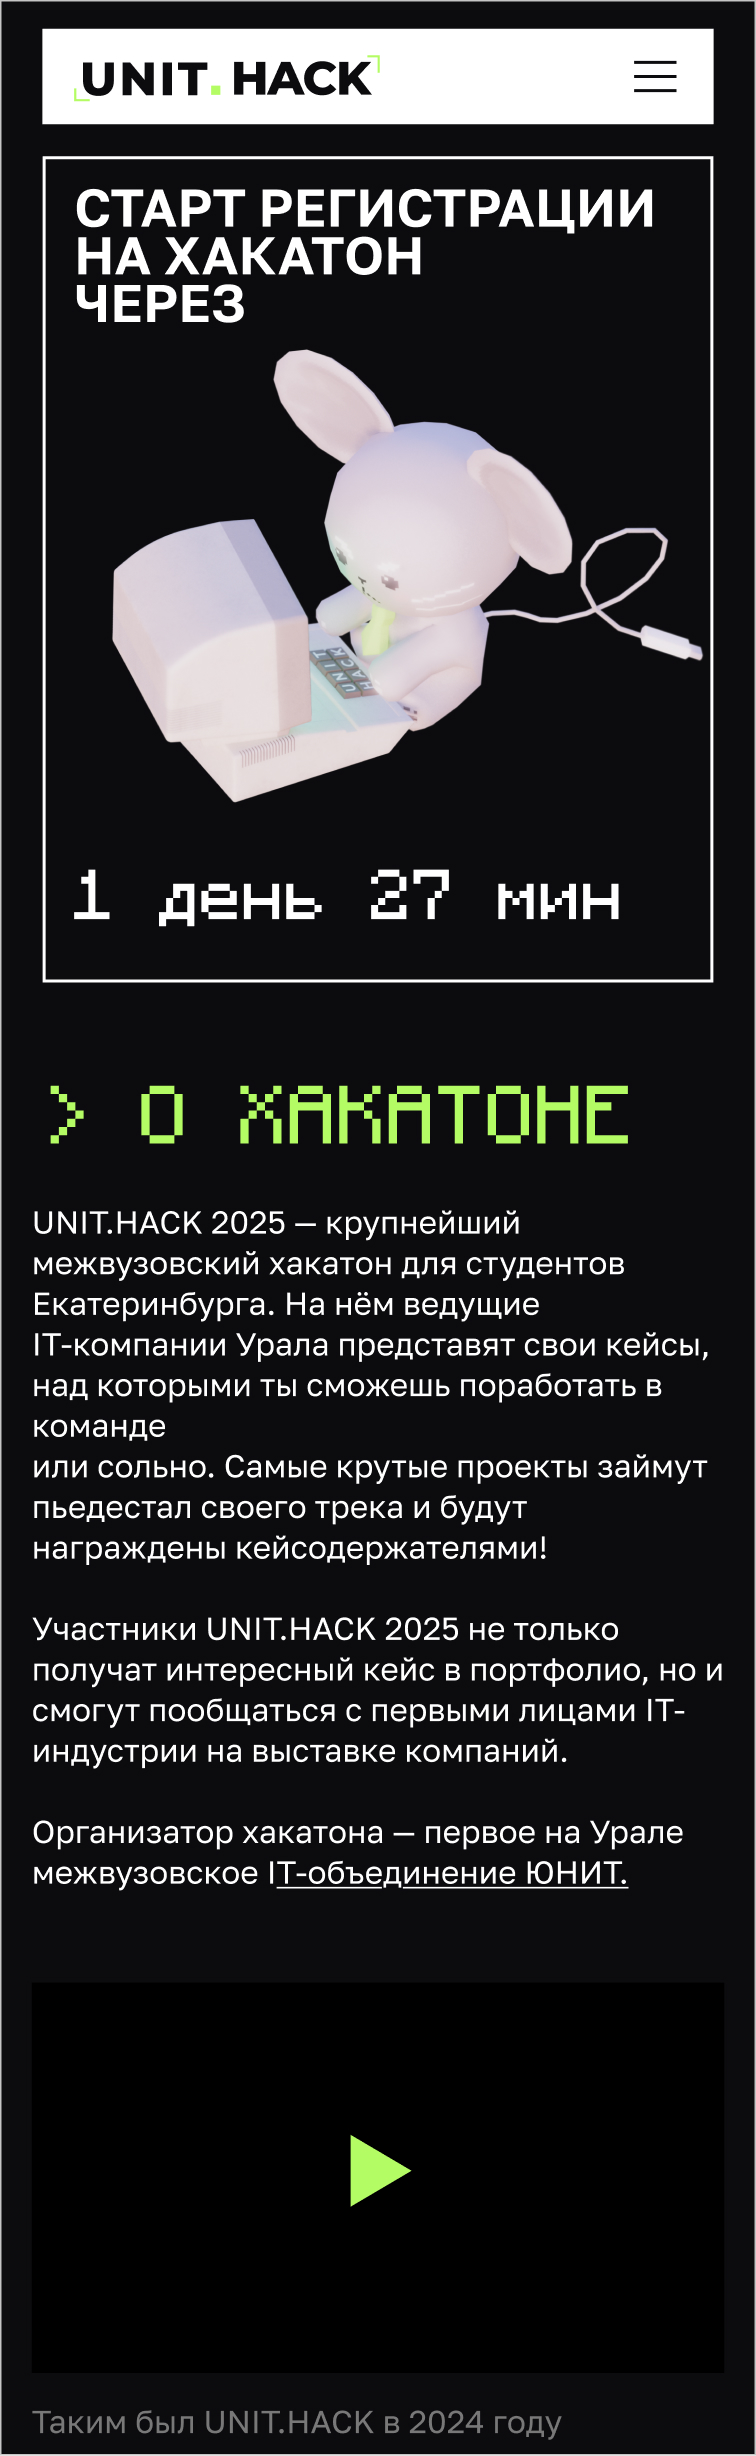 UNIT.HACK
СТАРТ РЕГИСТРАЦИИ
НА ХАКАТОН
ЧЕРЕЗ
UNIT
HACK
1 день 27 мин
> О ХАКАТОНЕ
UNIT.HACK 2025 — крупнейший
межвузовский хакатон для студентов
Екатеринбурга. На нём ведущие
IT-компании Урала представят свои кейсы,
над которыми ты сможешь поработать в
команде
или сольно. Самые крутые проекты займут
пьедестал своего трека и будут
награждены кейсодержателями!
Участники UNIT.HACK 2025 не только
получат интересный кейс в портфолио, но и
смогут пообщаться с первыми лицами IT-
индустрии на выставке компаний.
Организатор хакатона — первое на Урале
межвузовское IT-объединение ЮНИТ.
Таким был UNIT.HACK в 2024 году